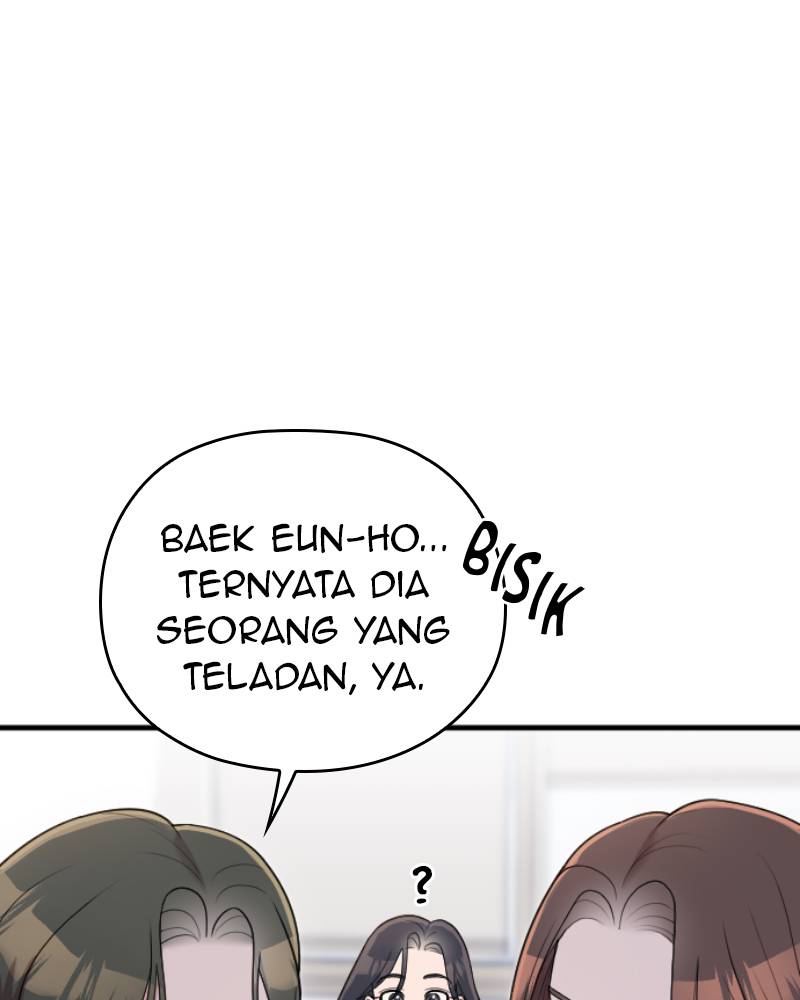 BAEK EUN-HO...
TERNYATA DIA
SEORANG YANG
TELADAN, YA.
BISIK
?